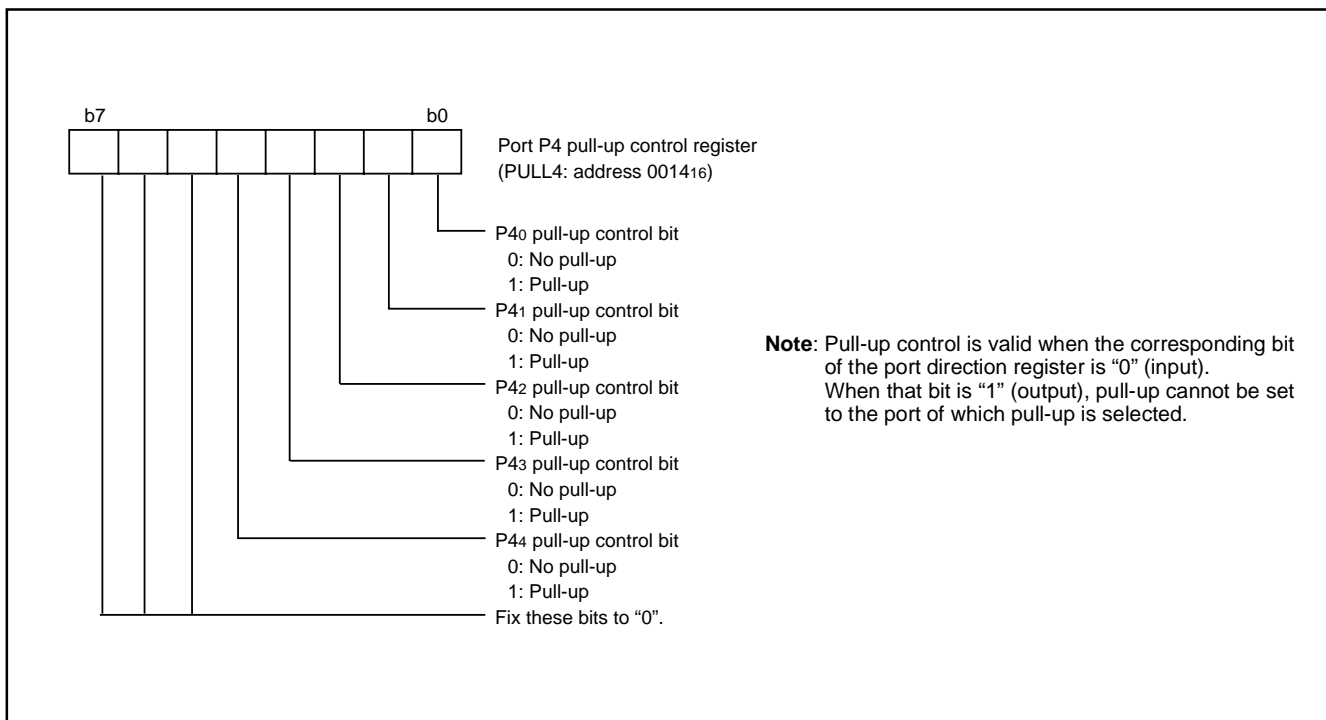 b7 b0
Port P4 pull-up control register
(PULL4: address 001416)
P40 pull-up control bit
0: No pull-up
1: Pull-up
P41 pull-up control bit
0: No pull-up
1: Pull-up
P42 pull-up control bit
0: No pull-up
1: Pull-up
P43 pull-up control bit
0: No pull-up
1: Pull-up
P44 pull-up control bit
0: No pull-up
1: Pull-up
Fix these bits to “0”.
Note: Pull-up control is valid when the corresponding bit
of the port direction register is “0” (input).
When that bit is “1” (output), pull-up cannot be set
to the port of which pull-up is selected.